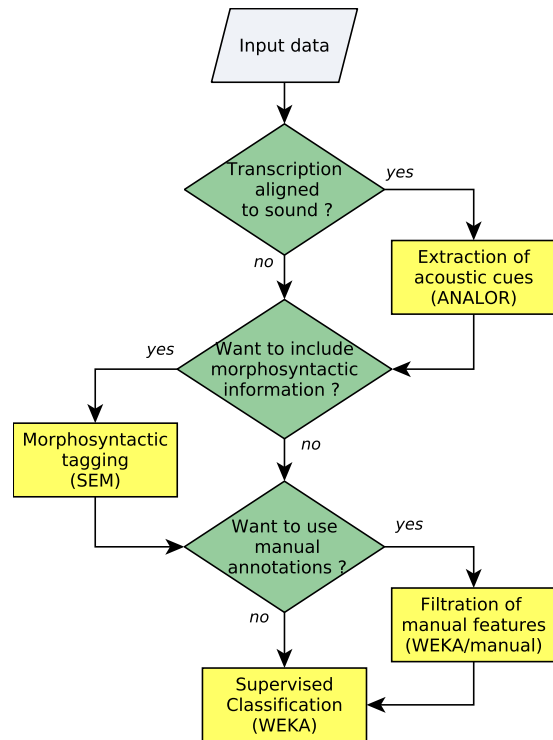 Input data
Transcription
aligned
to sound ?
yes
no
Extraction of
acoustic cues
(ANALOR)
Want to include
morphosyntactic
information ?
yes
no
Morphosyntactic
tagging
(SEM)
Want to use
manual
annotations ?
yes
no
Filtration of
manual features
(WEKA/manual)
Supervised
Classification
(WEKA)